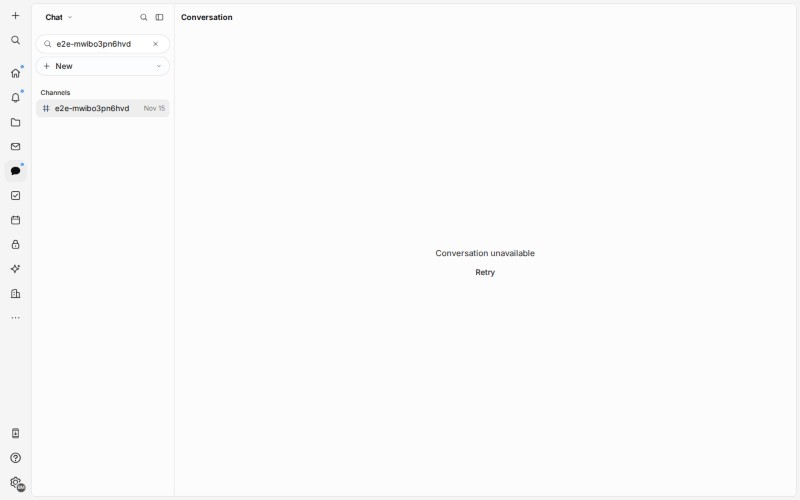 Chat
Conversation
e2e-mwibo3pn6hvd
New
Channels
e2e-mwibo3pn6hvd Nov 15
Conversation unavailable
Retry